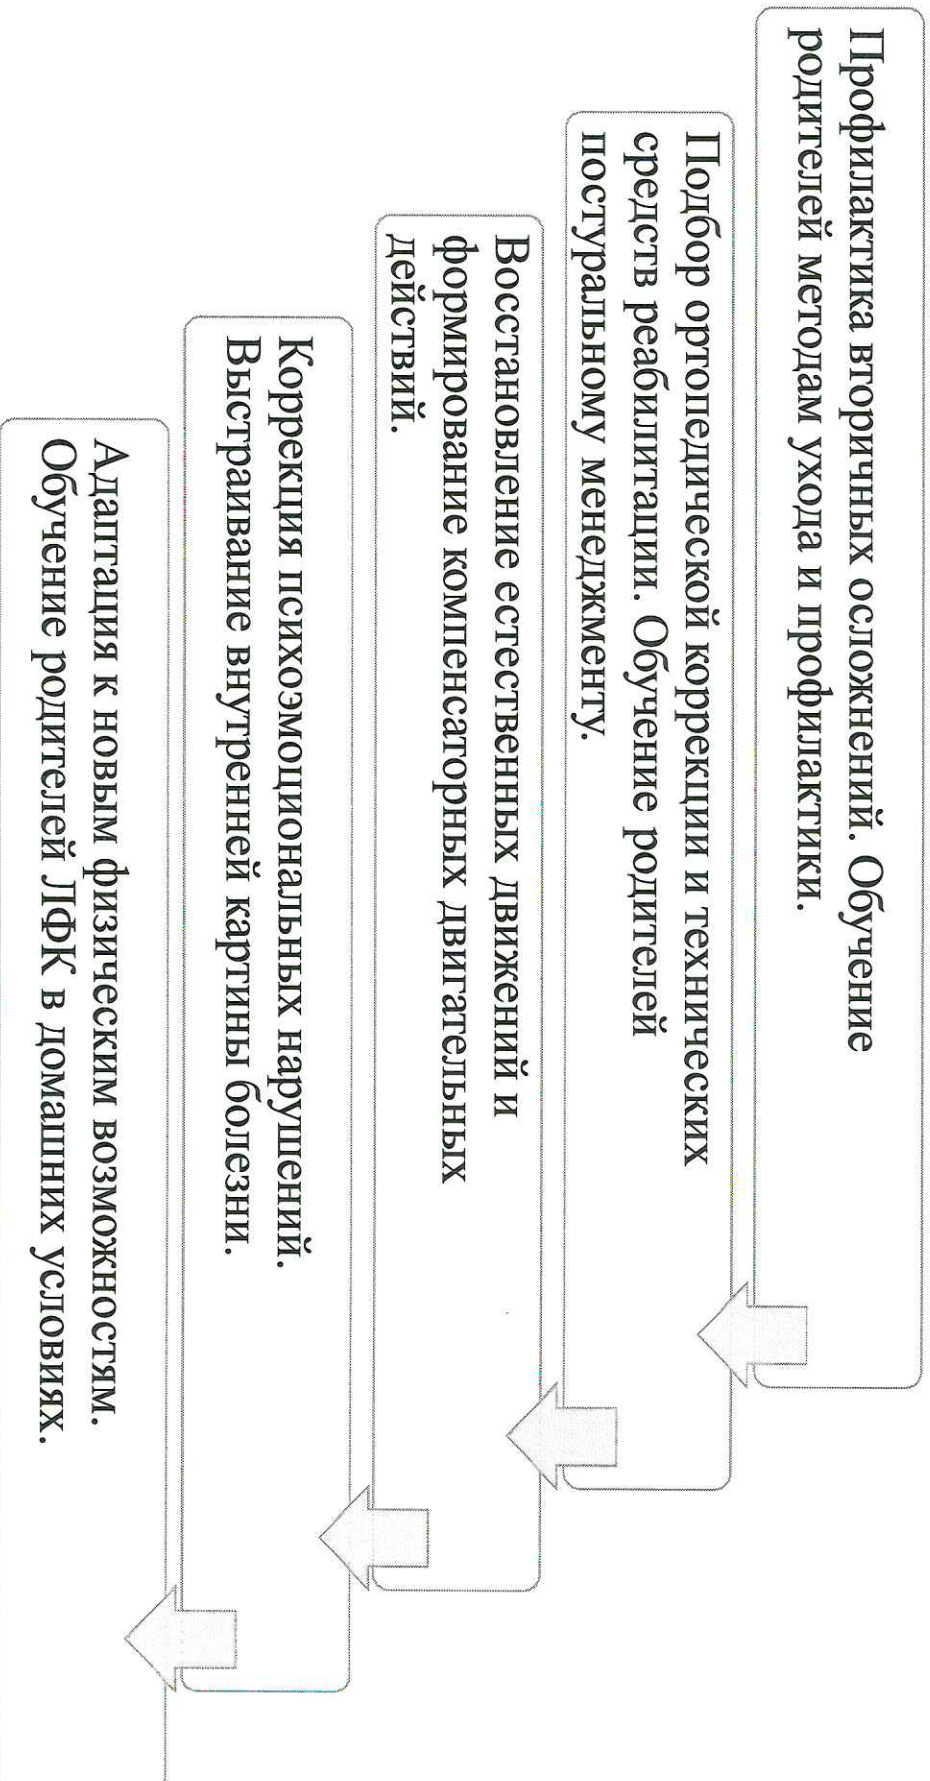 Профилактика вторичных осложнений. Обучение
родителей методам ухода и профилактики.
Подбор ортопедической коррекции и технических
средств реабилитации. Обучение родителей
постуральному менеджменту.
Восстановление естественных движений и
формирование компенсаторных двигательных
действий.
Коррекция психоэмоциональных нарушений.
Выстраивание внутренней картины болезни.
Адаптация к новым физическим возможностям.
Обучение родителей ЛФК в домашних условиях.